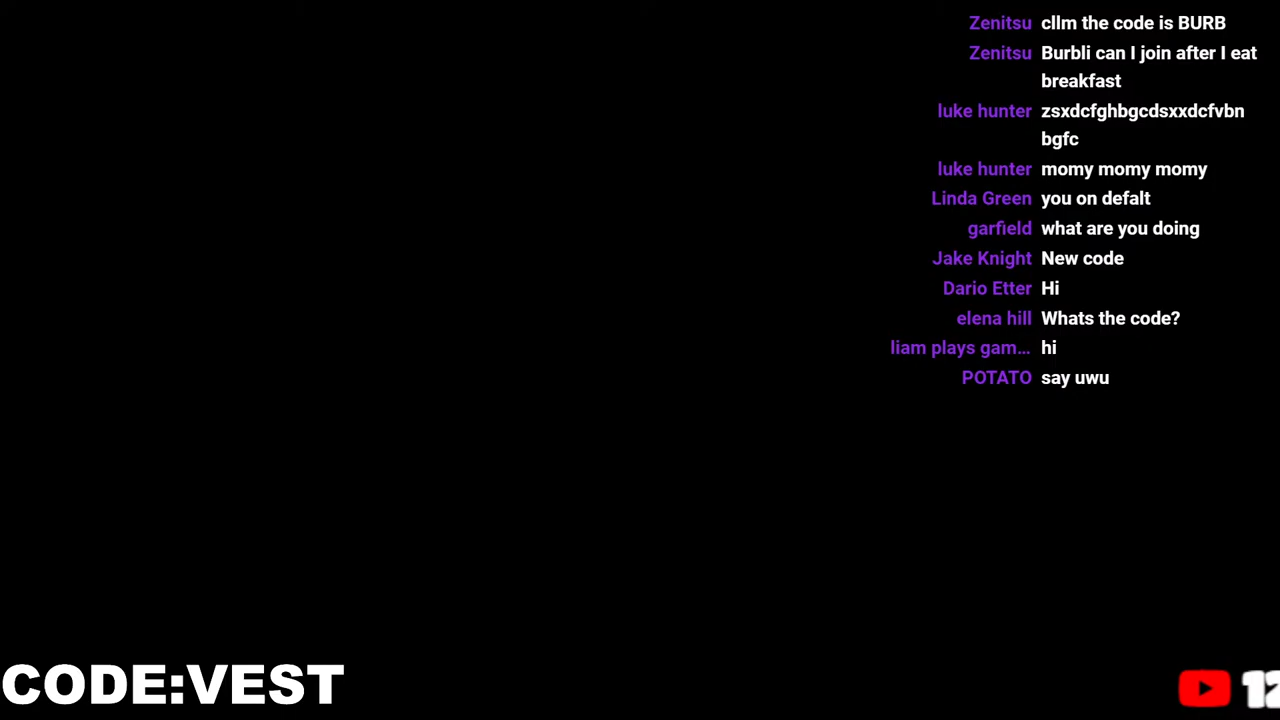 Zenitsu cllm the code is BURB
Zenitsu Burbli can I join after I eat
breakfast
luke hunter zsxdcfghbgcdsxxdcfvbn
bgfc
luke hunter momy momy momy
Linda Green you on defalt
garfield what are you doing
Jake Knight New code
Dario Etter Hi
elena hill Whats the code?
liam plays gam... hi
POTATO say uwu
CODE:VEST